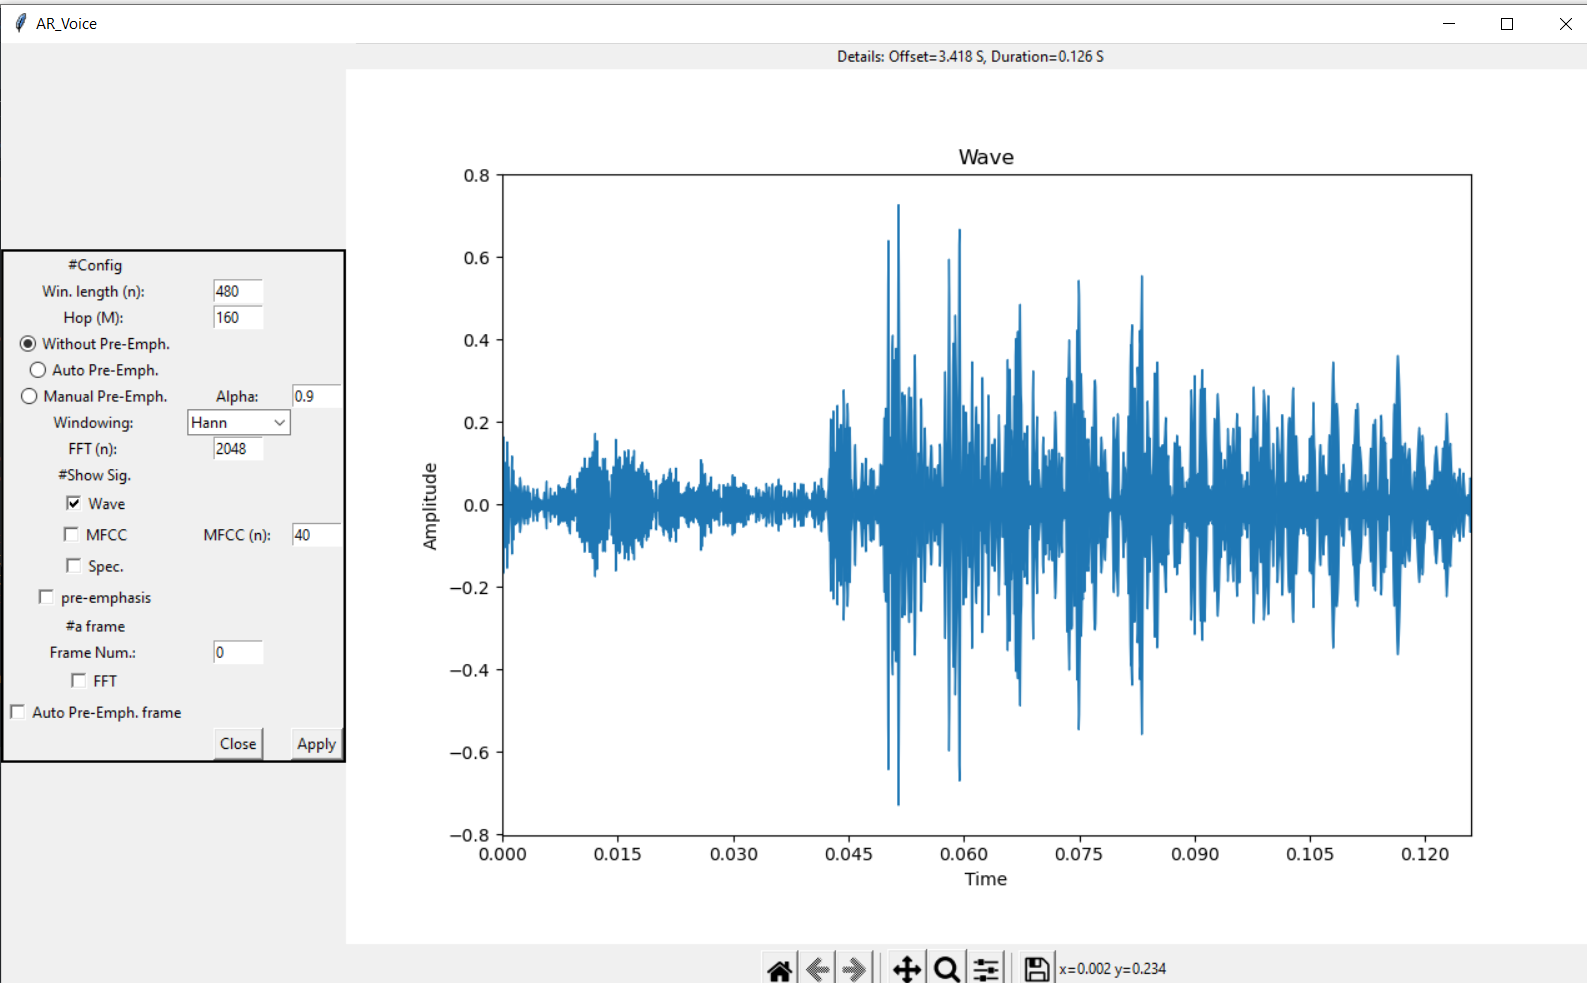 AR_Voice
Details: Offset=3.418 S, Duration=0.126 S
#Config
Win. length (n): 480
Hop (M): 160
Without Pre-Emph.
Auto Pre-Emph.
Manual Pre-Emph. Alpha: 0.9
Windowing: Hann
FFT (n): 2048
#Show Sig.
Wave
MFCC MFCC (n): 40
Spec.
pre-emphasis
#a frame
Frame Num.: 0
FFT
Auto Pre-Emph. frame
Close Apply
Wave
0.8
0.6
0.4
0.2
0.0
−0.2
−0.4
−0.6
−0.8
Amplitude
0.000 0.015 0.030 0.045 0.060 0.075 0.090 0.105 0.120
Time
x=0.002 y=0.234